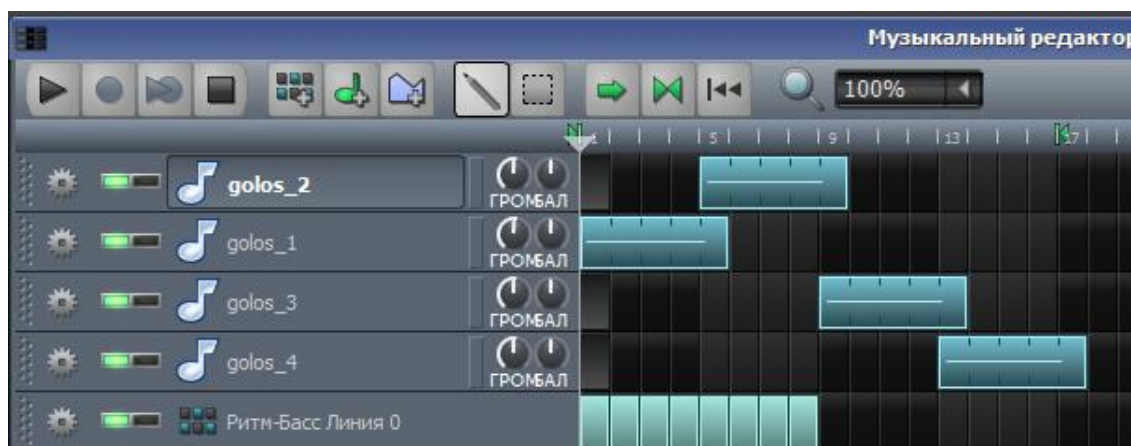 Музыкальный редактор
100%
1 5 9 13 17
golos_2 ГРОМ БАЛ
golos_1 ГРОМ БАЛ
golos_3 ГРОМ БАЛ
golos_4 ГРОМ БАЛ
Ритм-Басс Линия 0